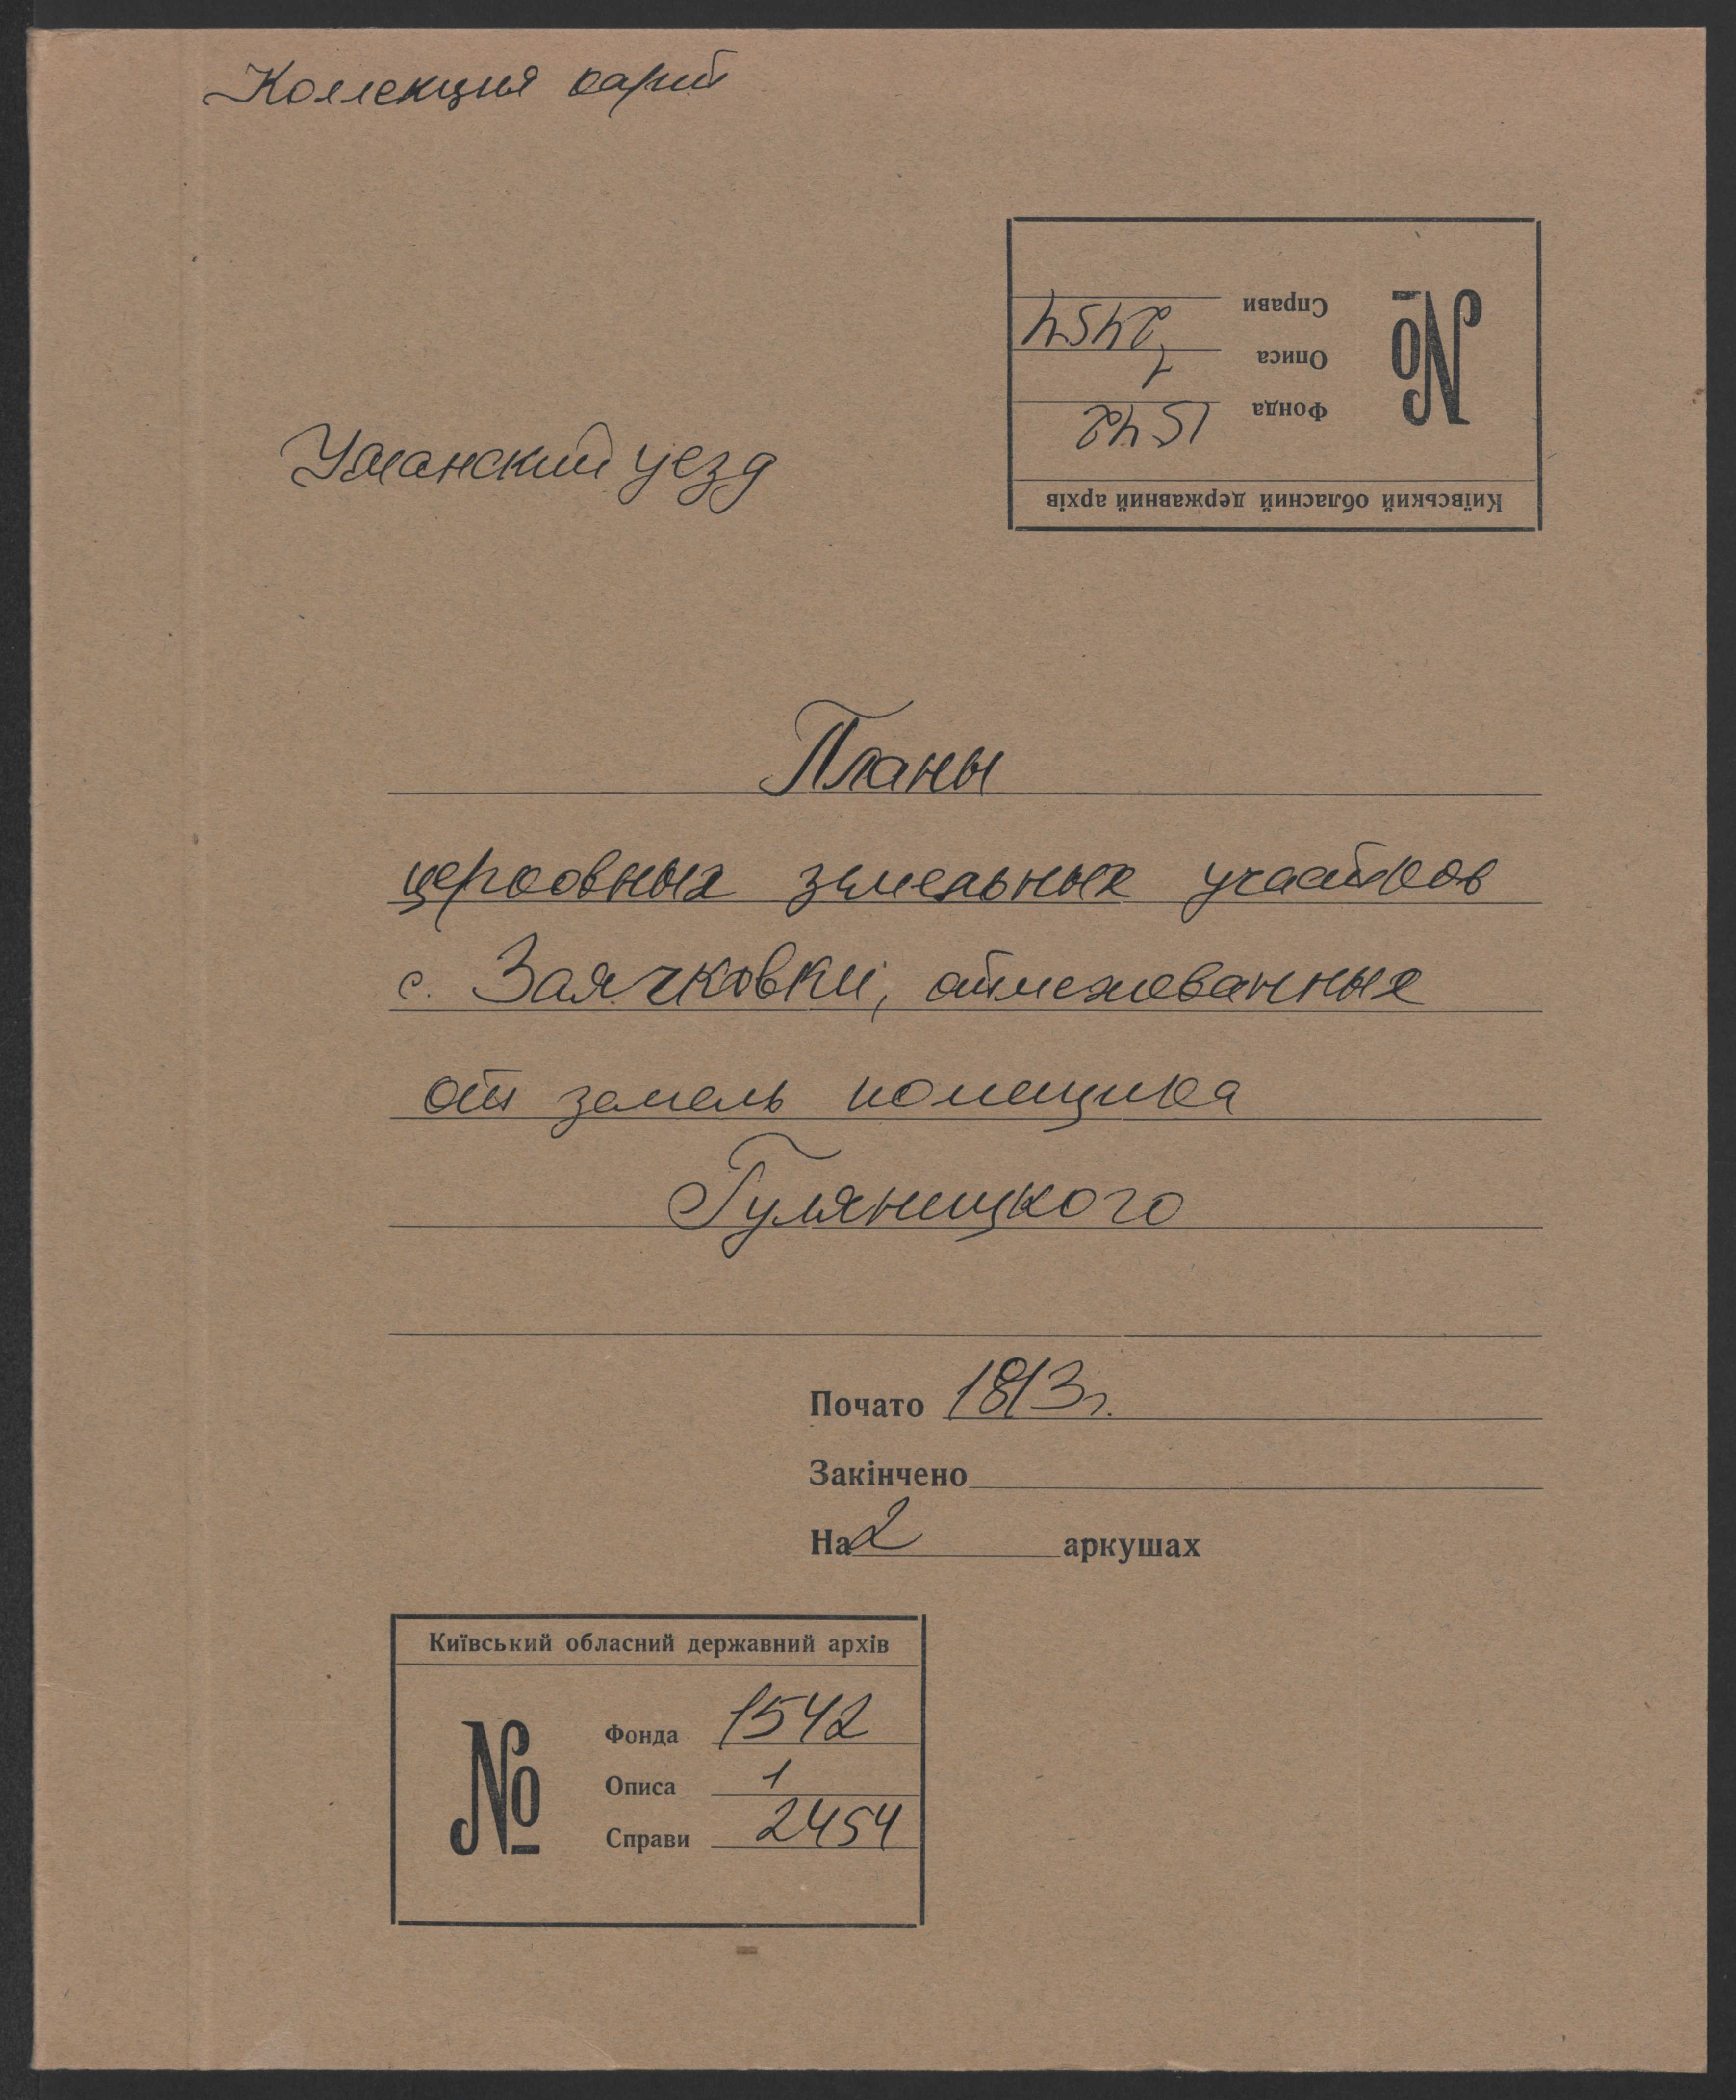 Коллекция карт
Київський обласний державний архів
№
Фонда 1542
Описа 1
Справи 2454
Уманский уезд
Планы
церковных земельных участков
с. Заячковки, отмежеванные
от земель помещика
Гуляницкого
Почато 1813 г.
Закінчено
На 2 аркушах
Київський обласний державний архів
№
Фонда 1542
Описа 1
Справи 2454